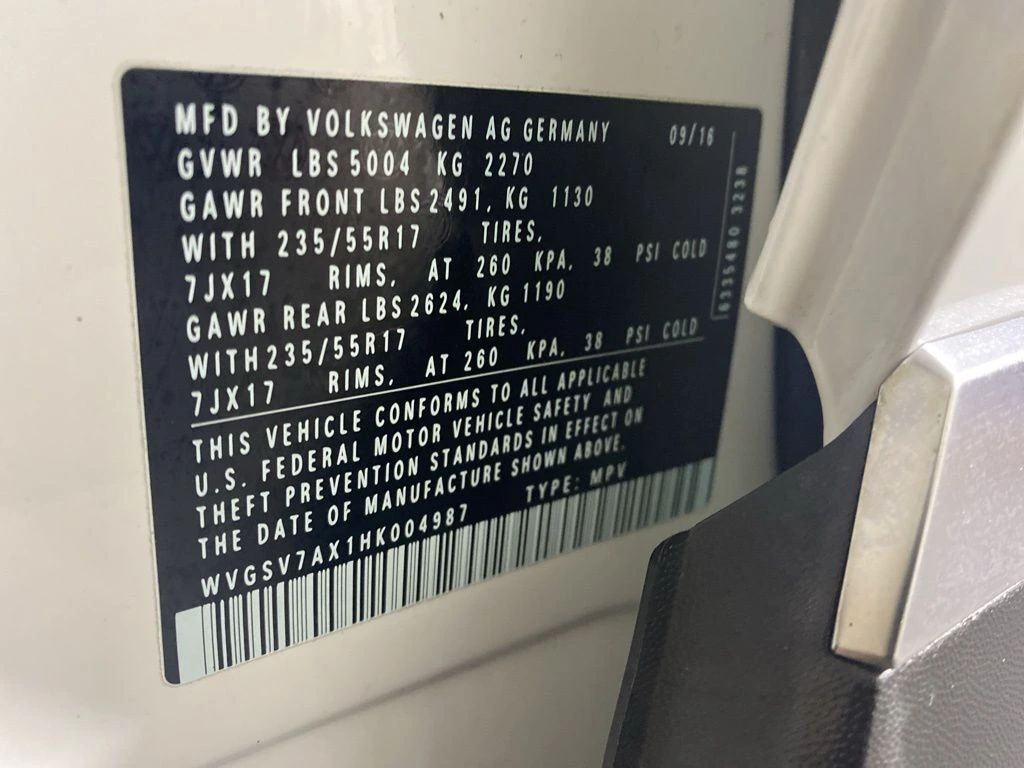 MFD BY VOLKSWAGEN AG GERMANY 09/16
GVWR LBS 5004 KG 2270
GAWR FRONT LBS 2491, KG 1130
WITH 235/55R17 TIRES,
7JX17 RIMS, AT 260 KPA, 38 PSI COLD
GAWR REAR LBS 2624, KG 1190
WITH 235/55R17 TIRES,
7JX17 RIMS, AT 260 KPA, 38 PSI COLD
THIS VEHICLE CONFORMS TO ALL APPLICABLE
U.S. FEDERAL MOTOR VEHICLE SAFETY AND
THEFT PREVENTION STANDARDS IN EFFECT ON
THE DATE OF MANUFACTURE SHOWN ABOVE.
WVGSV7AX1HK004987 TYPE: MPV
6335480 3238